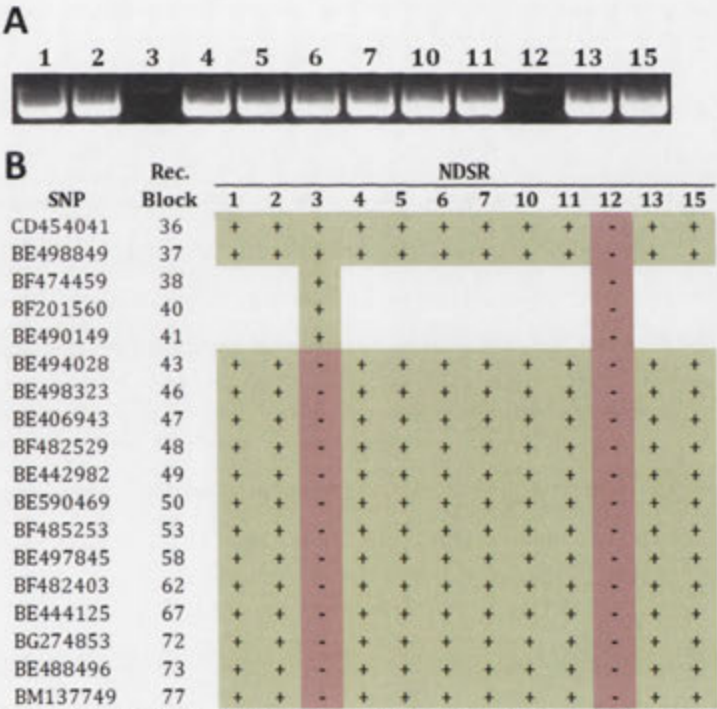 A
1 2 3 4 5 6 7 10 11 12 13 15
B
Rec. NDSR
SNP Block 1 2 3 4 5 6 7 10 11 12 13 15
CD454041 36 + + + + + + + + + - + +
BE498849 37 + + + + + + + + + - + +
BF474459 38 + -
BF201560 40 + -
BE490149 41 + -
BE494028 43 + + - + + + + + + - + +
BE498323 46 + + - + + + + + + - + +
BE406943 47 + + - + + + + + + - + +
BF482529 48 + + - + + + + + + - + +
BE442982 49 + + - + + + + + + - + +
BE590469 50 + + - + + + + + + - + +
BF485253 53 + + - + + + + + + - + +
BE497845 58 + + - + + + + + + - + +
BF482403 62 + + - + + + + + + - + +
BE444125 67 + + - + + + + + + - + +
BG274853 72 + + - + + + + + + - + +
BE488496 73 + + - + + + + + + - + +
BM137749 77 + + - + + + + + + - + +